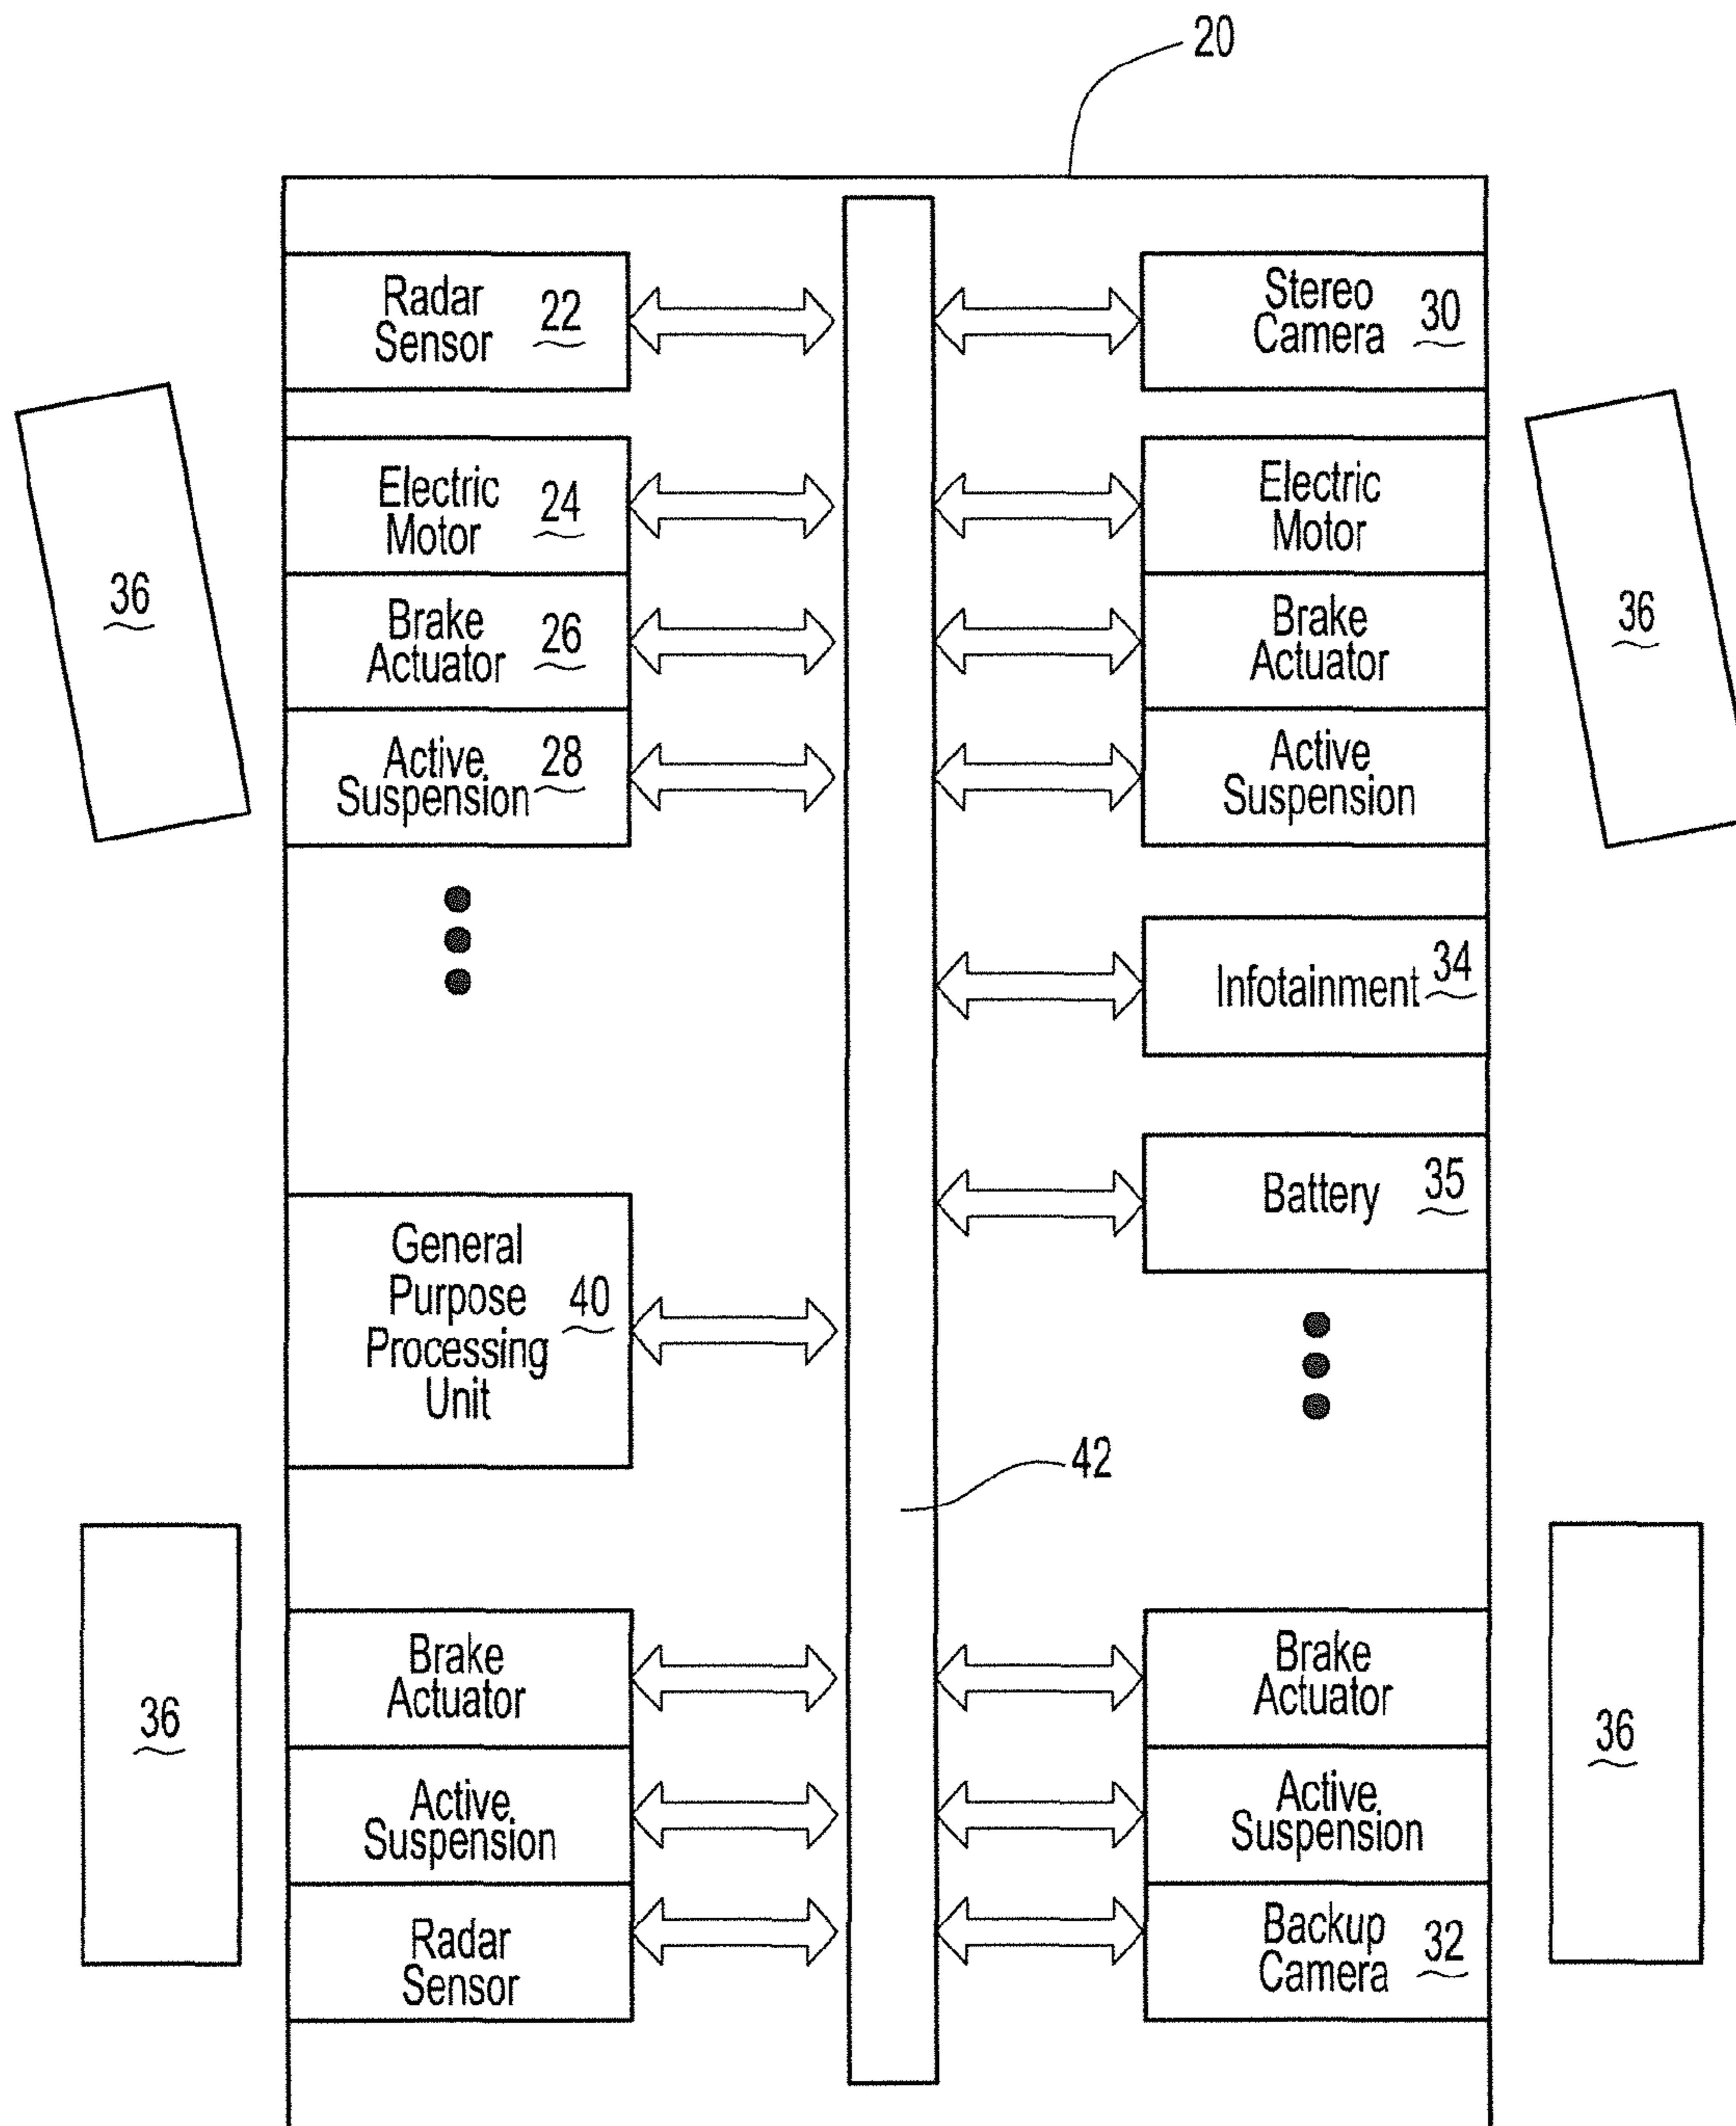 20
Radar
Sensor 22
Stereo
Camera 30
Electric
Motor 24
Electric
Motor
36
36
Brake
Actuator 26
Brake
Actuator
Active
Suspension 28
Active
Suspension
Infotainment 34
Battery 35
General
Purpose
Processing
Unit 40
42
Brake
Actuator
Brake
Actuator
36
36
Active
Suspension
Active
Suspension
Radar
Sensor
Backup
Camera 32